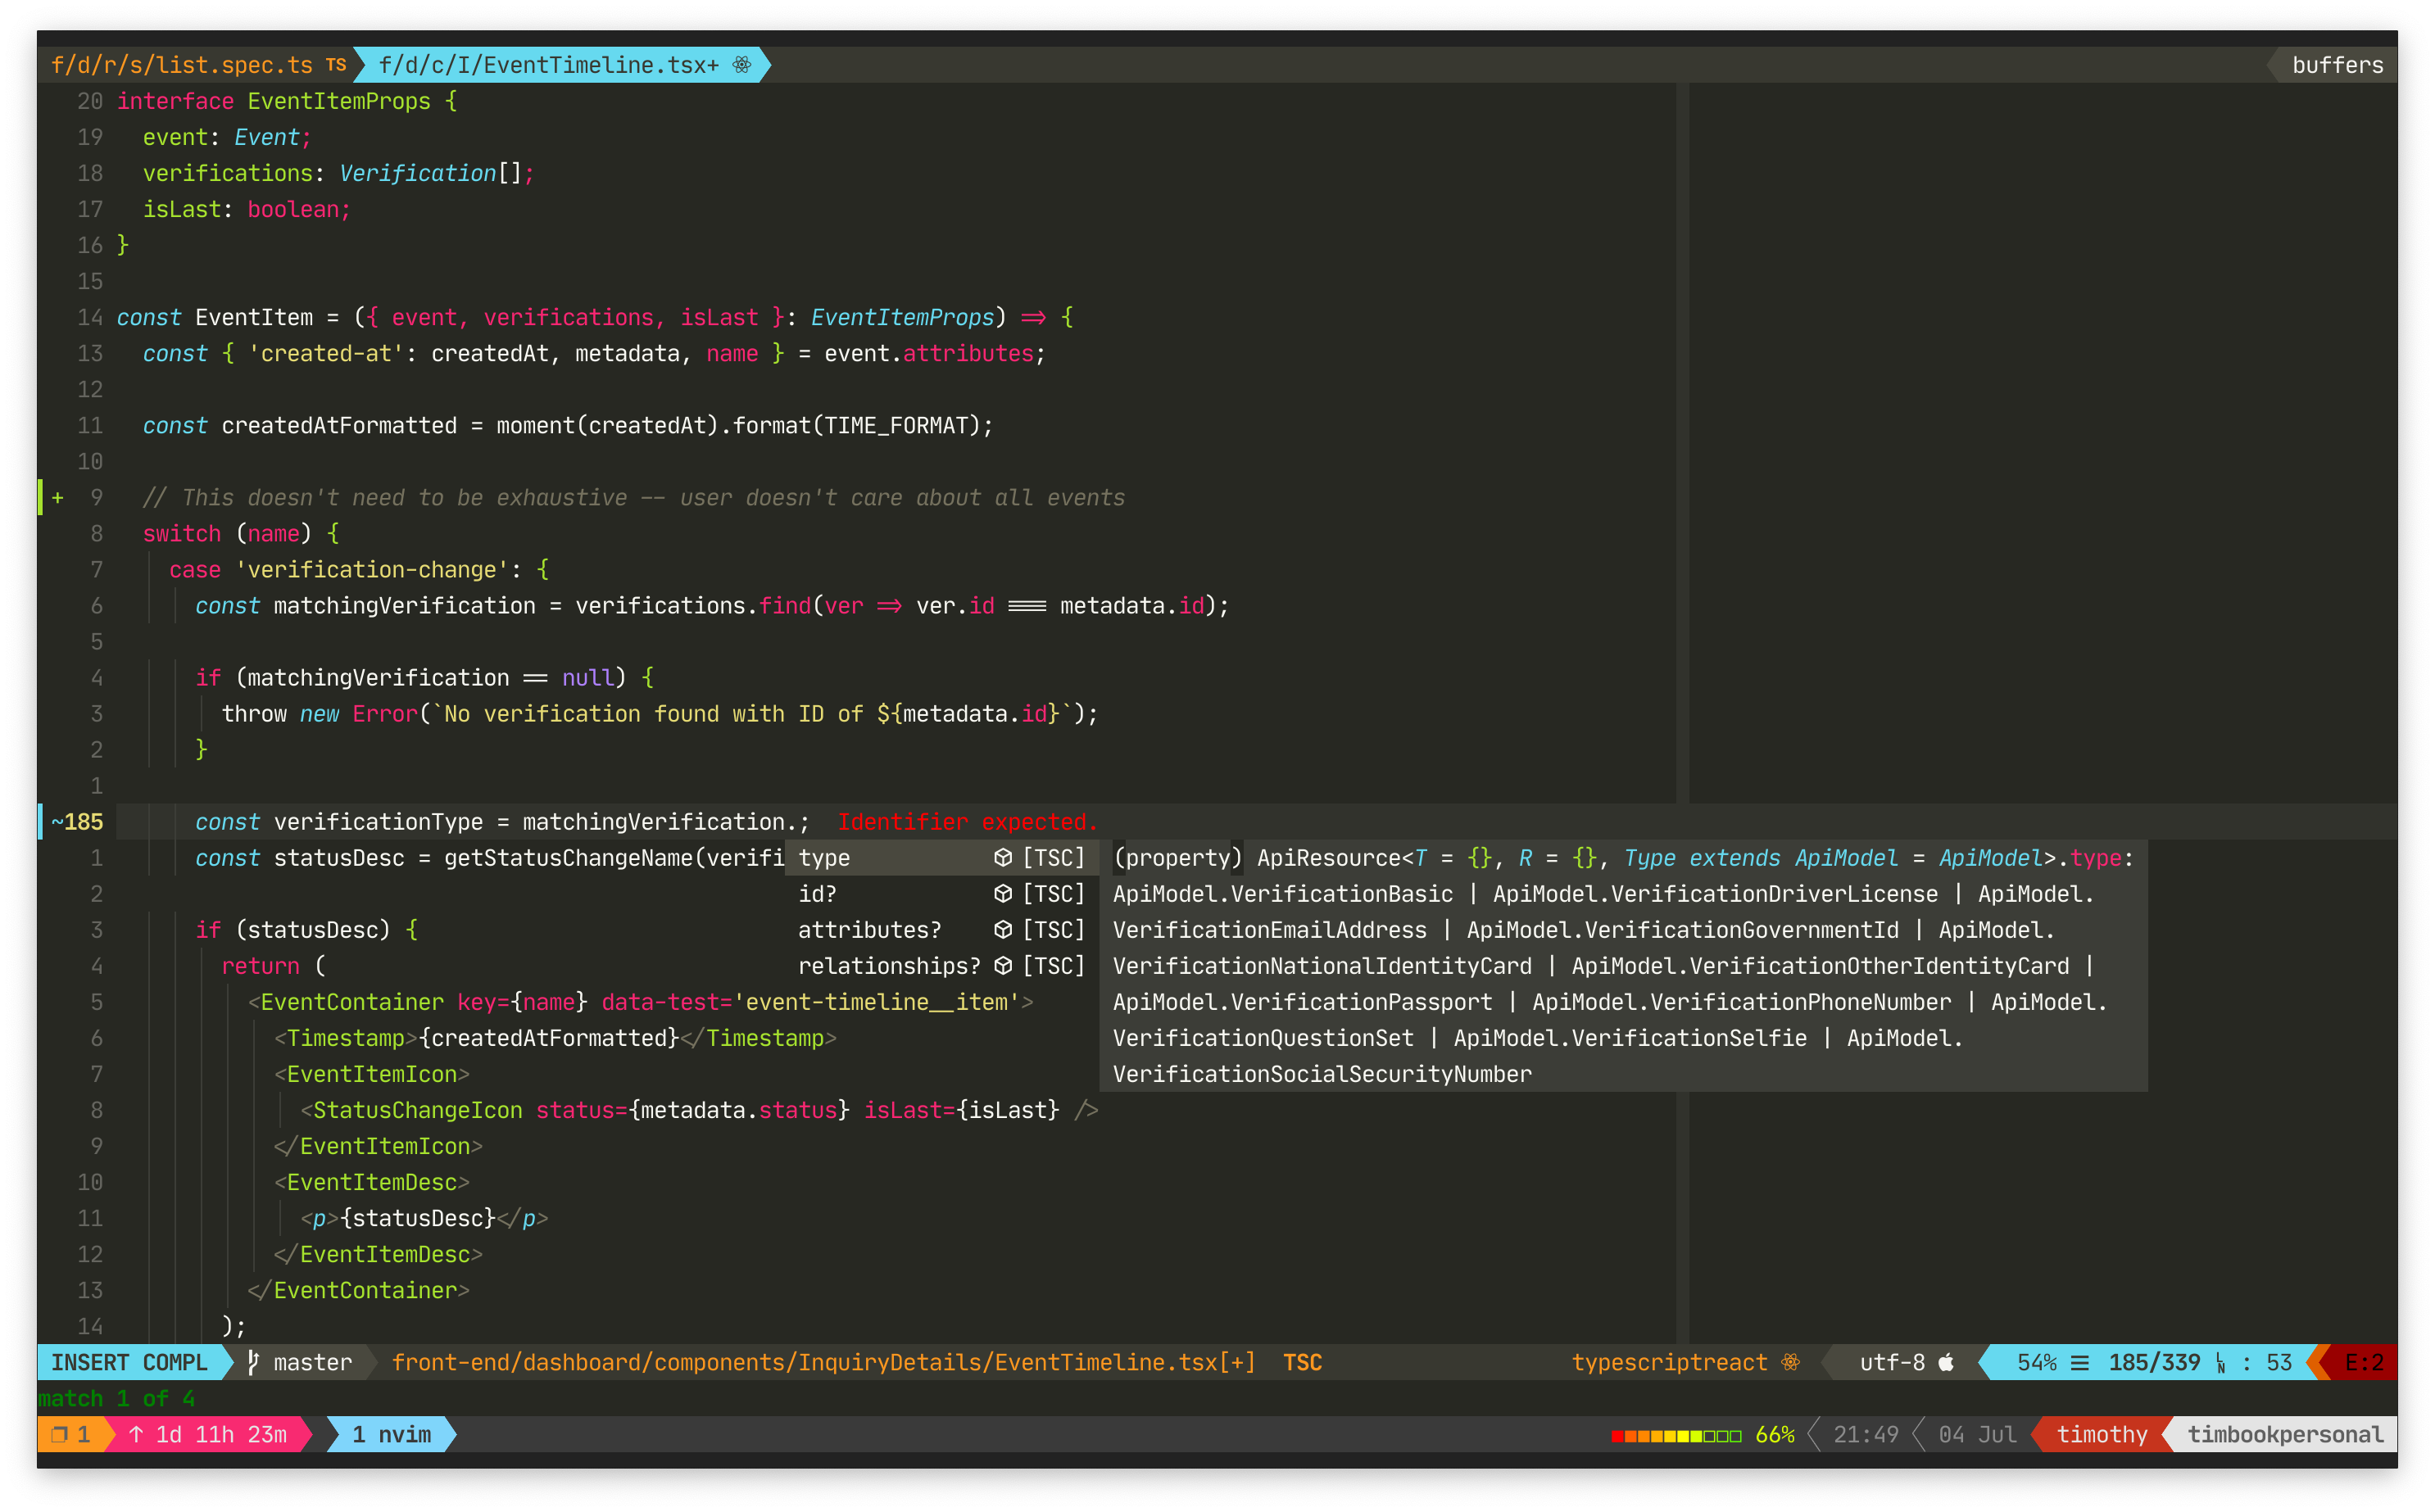 f/d/r/s/list.spec.ts TS f/d/c/I/EventTimeline.tsx+ buffers
20 interface EventItemProps {
19   event: Event;
18   verifications: Verification[];
17   isLast: boolean;
16 }
15
14 const EventItem = ({ event, verifications, isLast }: EventItemProps) => {
13   const { 'created-at': createdAt, metadata, name } = event.attributes;
12
11   const createdAtFormatted = moment(createdAt).format(TIME_FORMAT);
10
+ 9   // This doesn't need to be exhaustive -- user doesn't care about all events
8   switch (name) {
7     case 'verification-change': {
6       const matchingVerification = verifications.find(ver => ver.id === metadata.id);
5
4       if (matchingVerification == null) {
3         throw new Error(`No verification found with ID of ${metadata.id}`);
2       }
1
~185       const verificationType = matchingVerification.; Identifier expected.
1       const statusDesc = getStatusChangeName(verifi type [TSC] (property) ApiResource<T = {}, R = {}, Type extends ApiModel = ApiModel>.type:
2 id? [TSC] ApiModel.VerificationBasic | ApiModel.VerificationDriverLicense | ApiModel.
3       if (statusDesc) { attributes? [TSC] VerificationEmailAddress | ApiModel.VerificationGovernmentId | ApiModel.
4         return ( relationships? [TSC] VerificationNationalIdentityCard | ApiModel.VerificationOtherIdentityCard |
5           <EventContainer key={name} data-test='event-timeline__item'> ApiModel.VerificationPassport | ApiModel.VerificationPhoneNumber | ApiModel.
6             <Timestamp>{createdAtFormatted}</Timestamp> VerificationQuestionSet | ApiModel.VerificationSelfie | ApiModel.
7             <EventItemIcon> VerificationSocialSecurityNumber
8               <StatusChangeIcon status={metadata.status} isLast={isLast} />
9             </EventItemIcon>
10             <EventItemDesc>
11               <p>{statusDesc}</p>
12             </EventItemDesc>
13           </EventContainer>
14         );
INSERT COMPL master front-end/dashboard/components/InquiryDetails/EventTimeline.tsx[+] TSC typescriptreact utf-8 54% ☰ 185/339 LN : 53 E:2
match 1 of 4
1 ↑ 1d 11h 23m 1 nvim 66% 21:49 04 Jul timothy timbookpersonal